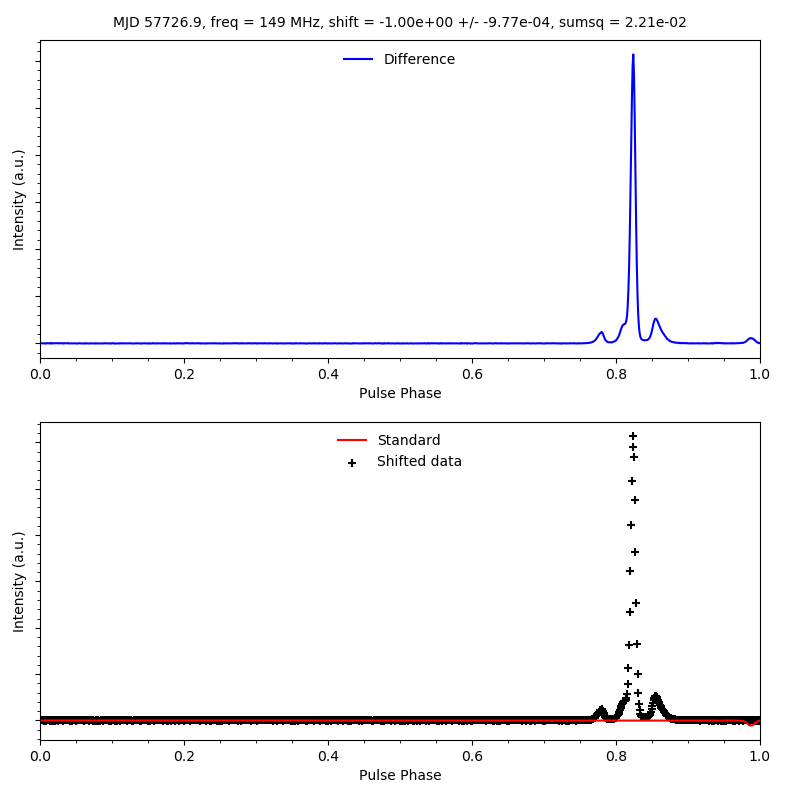 MJD 57726.9, freq = 149 MHz, shift = -1.00e+00 +/- -9.77e-04, sumsq = 2.21e-02
Difference
Intensity (a.u.)
0.0 0.2 0.4 0.6 0.8 1.0
Pulse Phase
Standard
Shifted data
Intensity (a.u.)
0.0 0.2 0.4 0.6 0.8 1.0
Pulse Phase